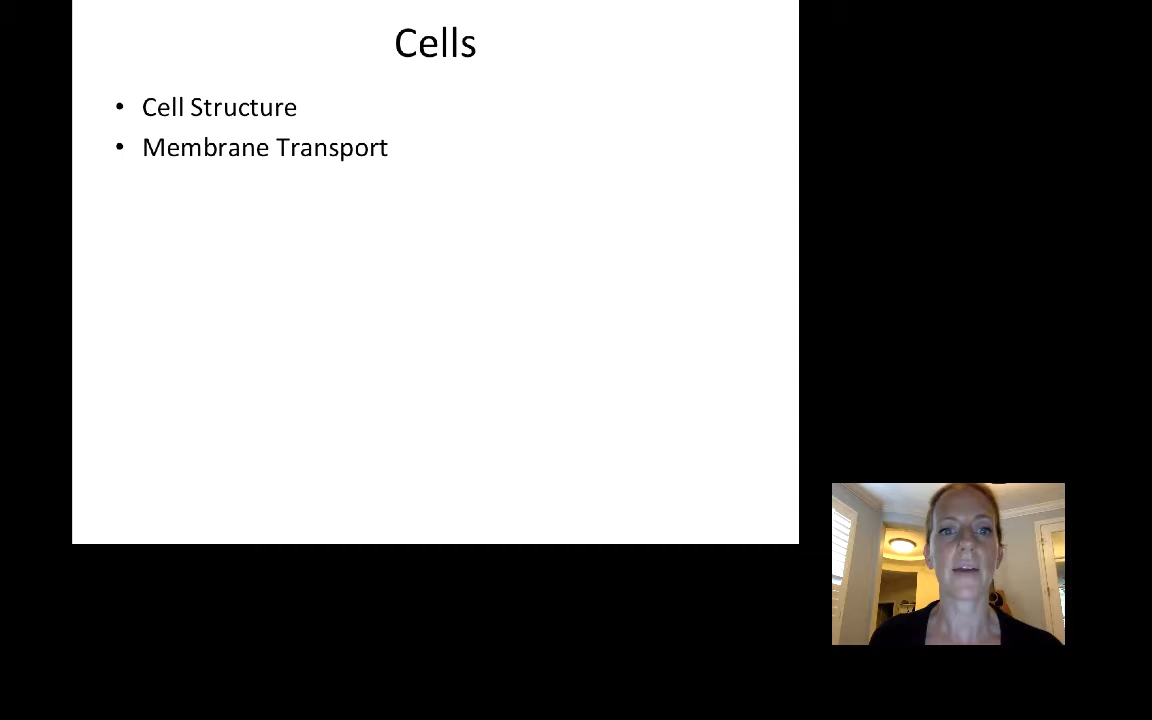 Cells
• Cell Structure
• Membrane Transport